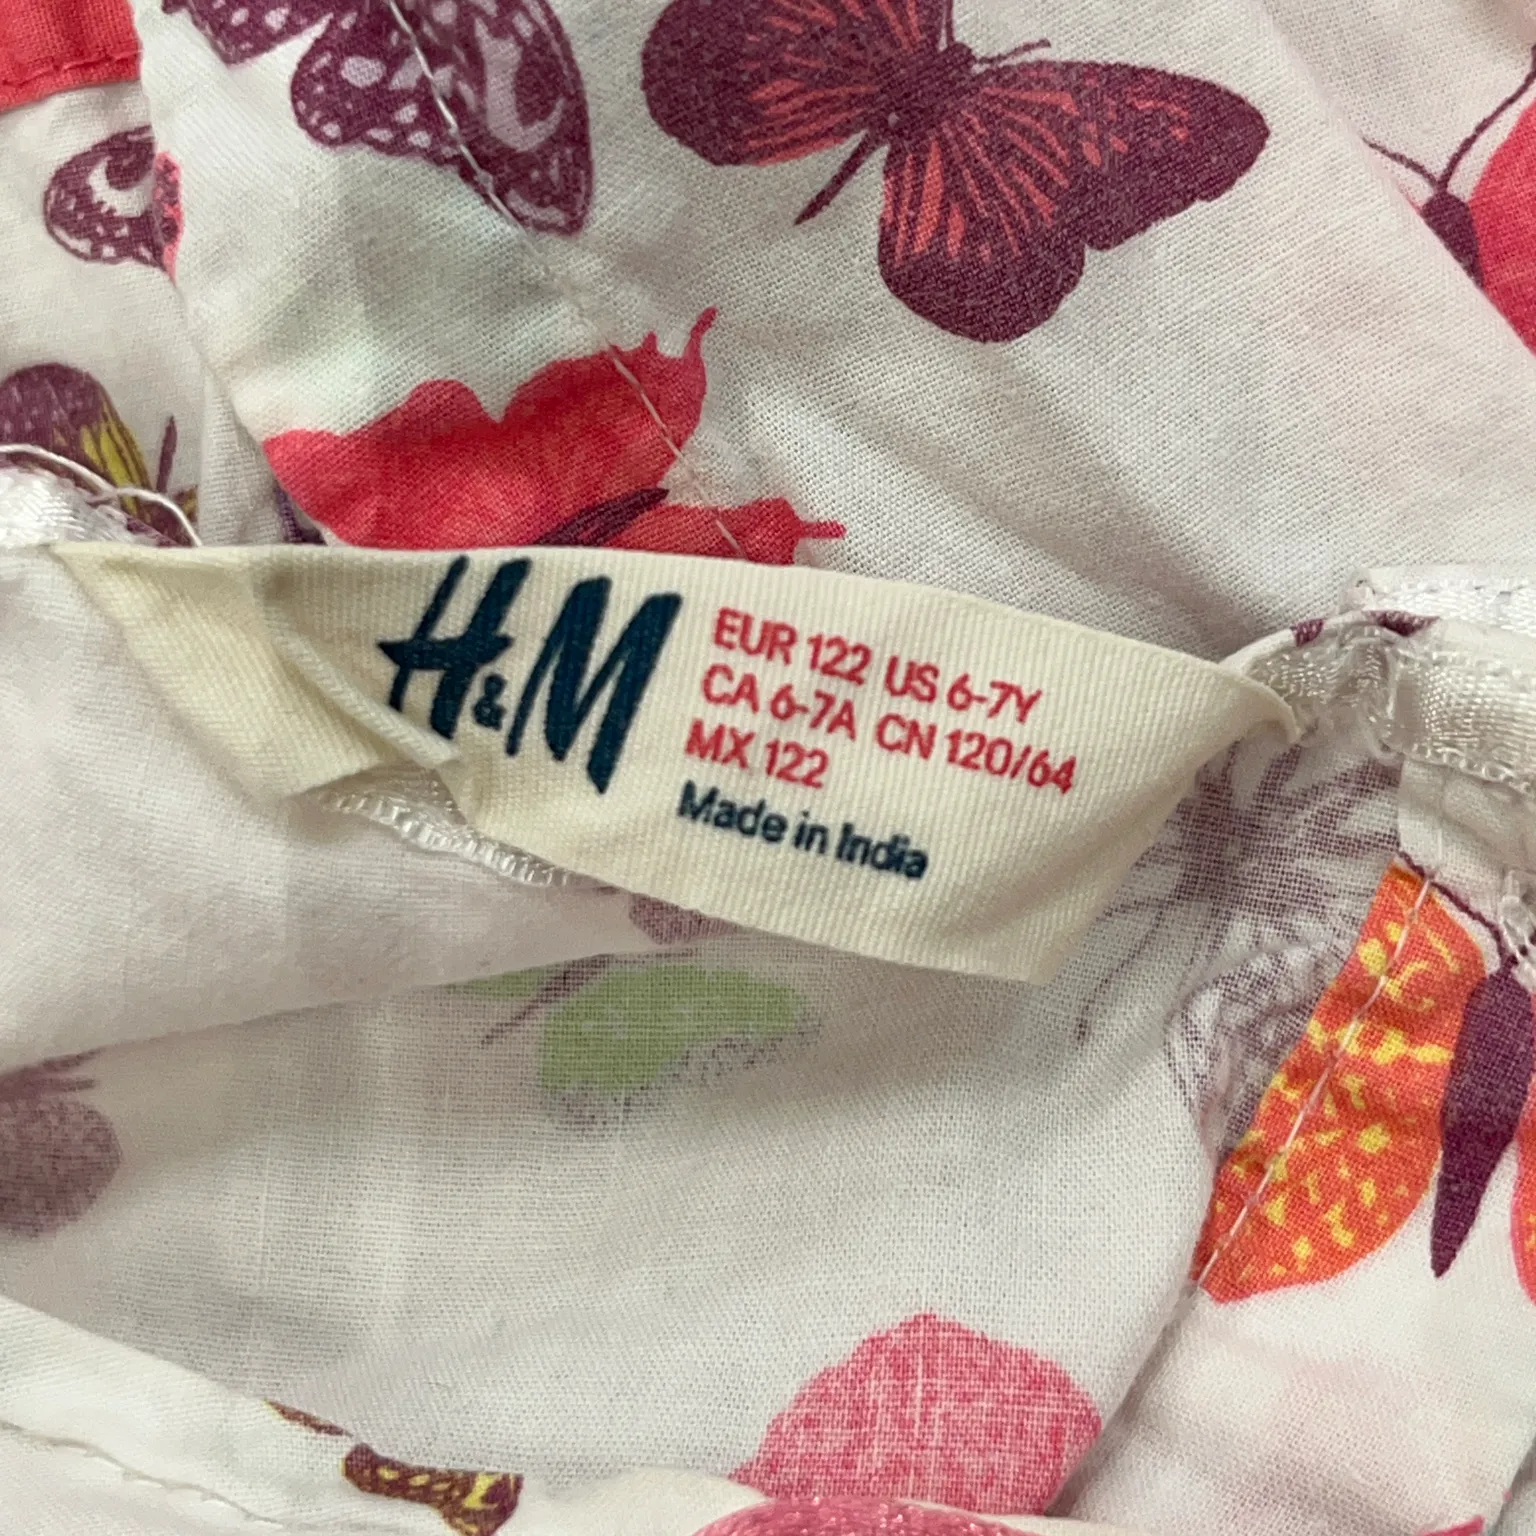 H&M
EUR 122 US 6-7Y
CA 6-7A CN 120/64
MX 122
Made in India